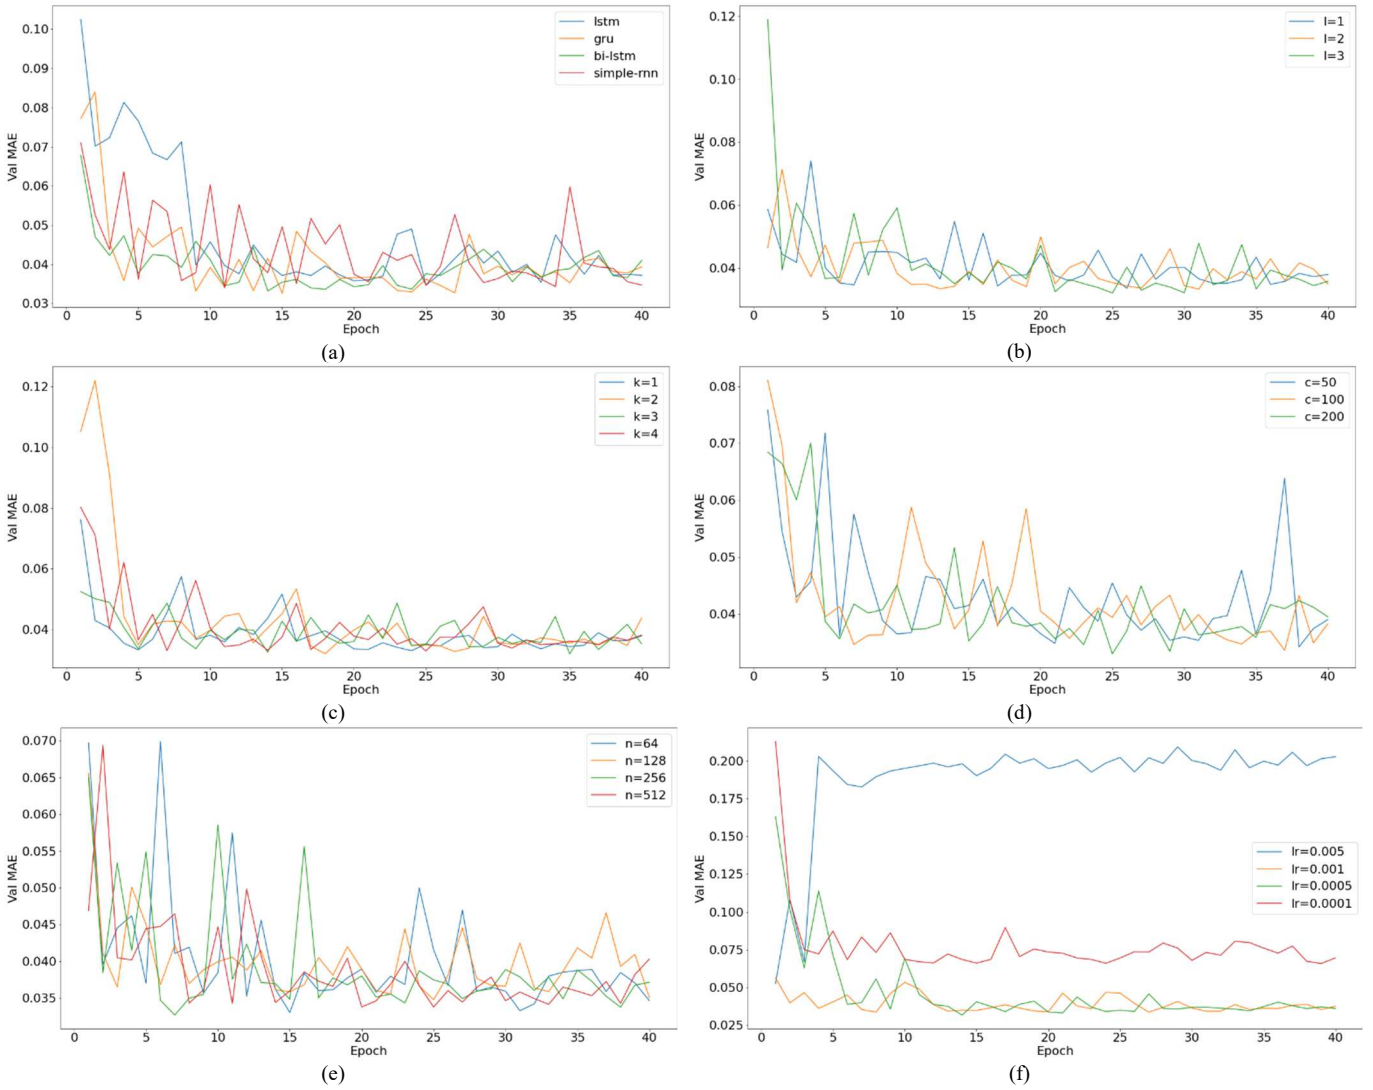 0.10
0.09
0.08
0.07
0.06
0.05
0.04
0.03
Val MAE
lstm
gru
bi-lstm
simple-rnn
0 5 10 15 20 25 30 35 40
Epoch
(a)
0.12
0.10
0.08
0.06
0.04
Val MAE
l=1
l=2
l=3
0 5 10 15 20 25 30 35 40
Epoch
(b)
0.12
0.10
0.08
0.06
0.04
Val MAE
k=1
k=2
k=3
k=4
0 5 10 15 20 25 30 35 40
Epoch
(c)
0.08
0.07
0.06
0.05
0.04
Val MAE
c=50
c=100
c=200
0 5 10 15 20 25 30 35 40
Epoch
(d)
0.070
0.065
0.060
0.055
0.050
0.045
0.040
0.035
Val MAE
n=64
n=128
n=256
n=512
0 5 10 15 20 25 30 35 40
Epoch
(e)
0.200
0.175
0.150
0.125
0.100
0.075
0.050
0.025
Val MAE
lr=0.005
lr=0.001
lr=0.0005
lr=0.0001
0 5 10 15 20 25 30 35 40
Epoch
(f)